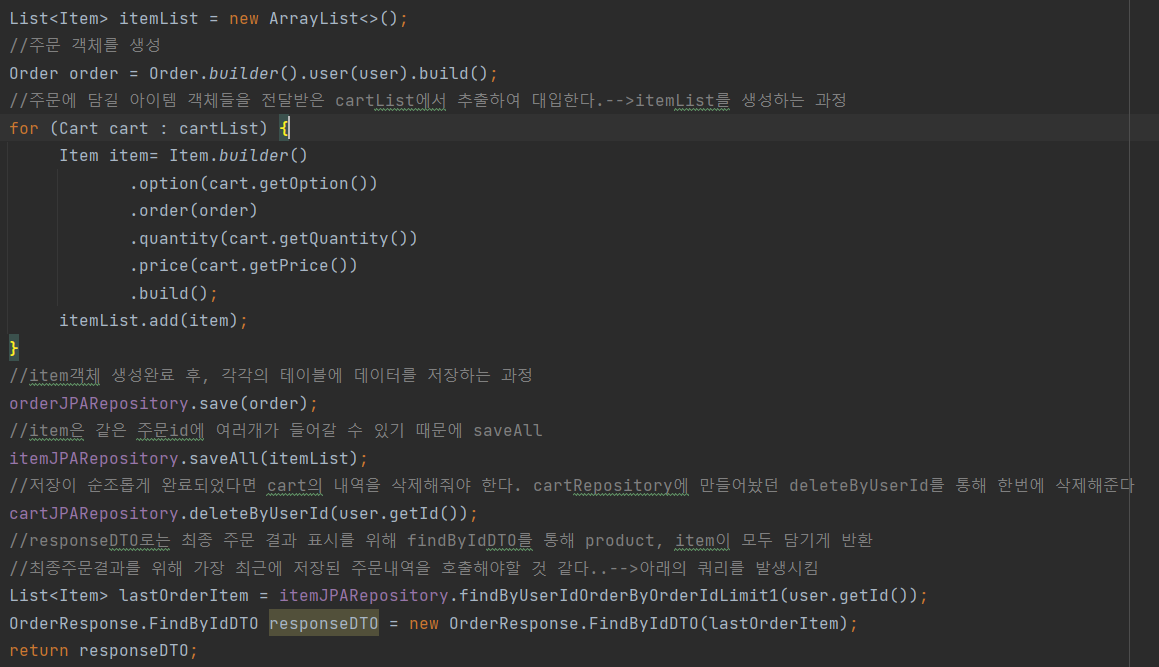 List<Item> itemList = new ArrayList<>();
//주문 객체를 생성
Order order = Order.builder().user(user).build();
//주문에 담길 아이템 객체들을 전달받은 cartList에서 추출하여 대입한다.-->itemList를 생성하는 과정
for (Cart cart : cartList) {
Item item= Item.builder()
.option(cart.getOption())
.order(order)
.quantity(cart.getQuantity())
.price(cart.getPrice())
.build();
itemList.add(item);
}
//item객체 생성완료 후, 각각의 테이블에 데이터를 저장하는 과정
orderJPARepository.save(order);
//item은 같은 주문id에 여러개가 들어갈 수 있기 때문에 saveAll
itemJPARepository.saveAll(itemList);
//저장이 순조롭게 완료되었다면 cart의 내역을 삭제해줘야 한다. cartRepository에 만들어놨던 deleteByUserId를 통해 한번에 삭제해준다
cartJPARepository.deleteByUserId(user.getId());
//responseDTO로는 최종 주문 결과 표시를 위해 findByIdDTO를 통해 product, item이 모두 담기게 반환
//최종주문결과를 위해 가장 최근에 저장된 주문내역을 호출해야할 것 같다..-->아래의 쿼리를 발생시킴
List<Item> lastOrderItem = itemJPARepository.findByUserIdOrderByOrderIdLimit1(user.getId());
OrderResponse.FindByIdDTO responseDTO = new OrderResponse.FindByIdDTO(lastOrderItem);
return responseDTO;